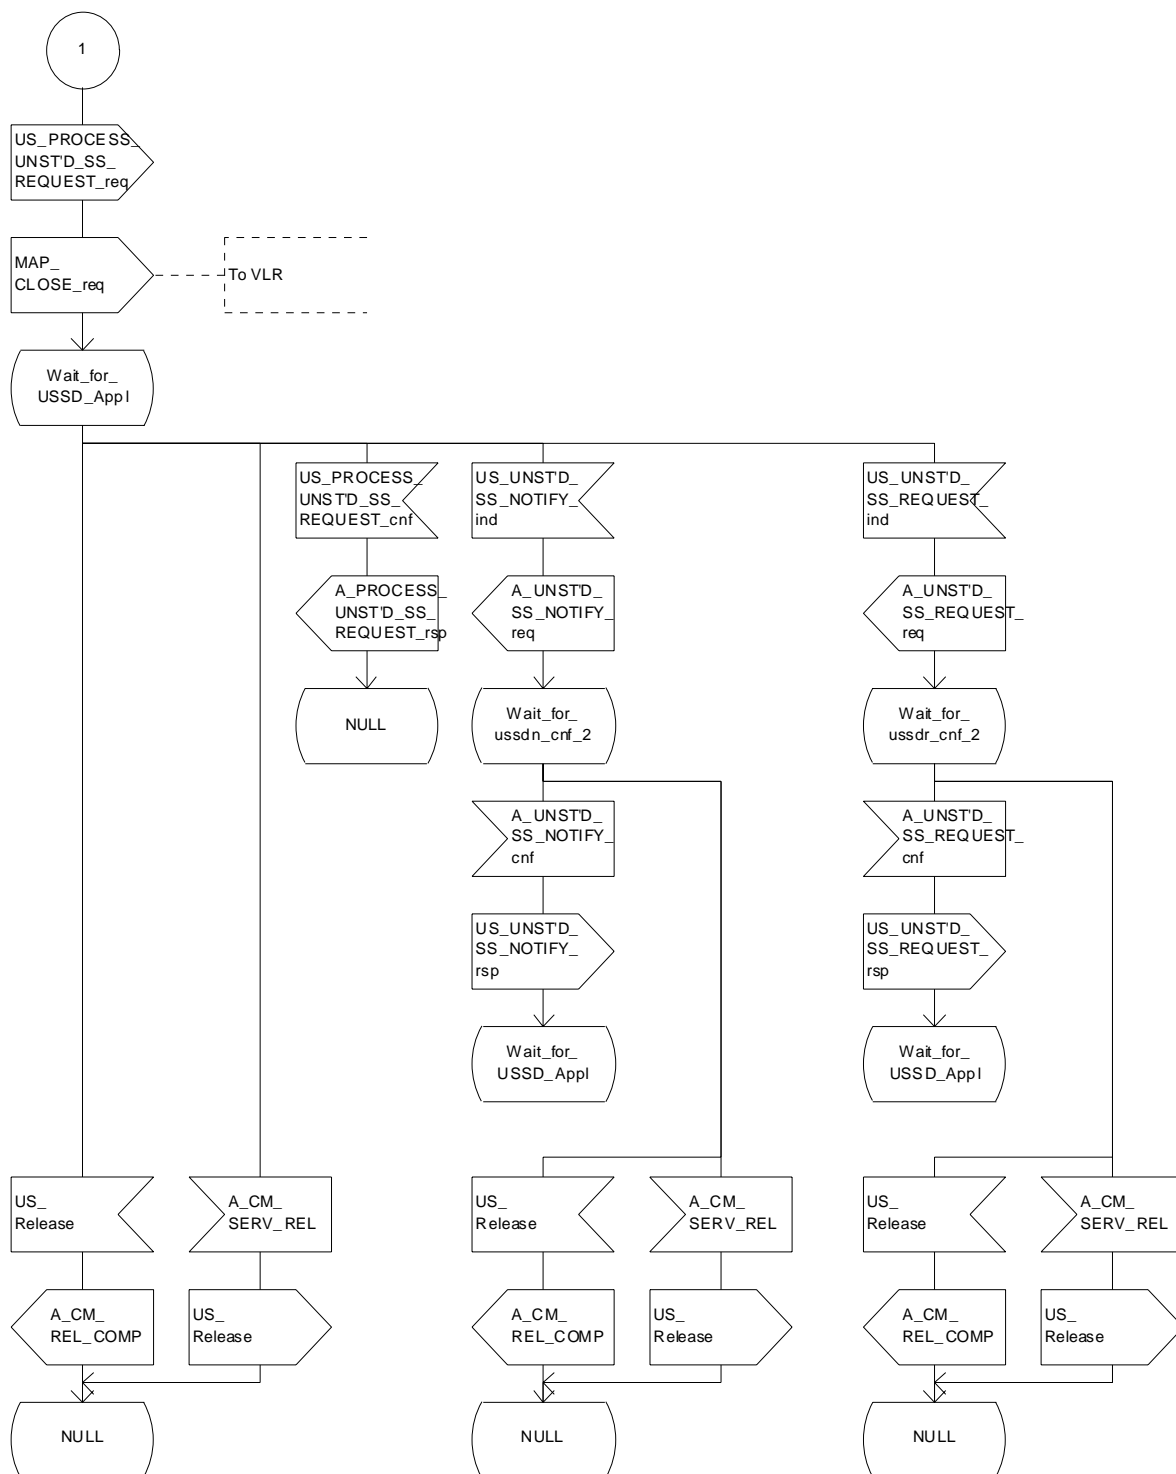 1
US_PROCESS_
UNST'D_SS_
REQUEST_req
MAP_
CLOSE_req
To VLR
Wait_for_
USSD_Appl
US_PROCESS_
UNST'D_SS_
REQUEST_cnf
US_UNST'D_
SS_NOTIFY_
ind
US_UNST'D_
SS_REQUEST_
ind
A_PROCESS_
UNST'D_SS_
REQUEST_rsp
A_UNST'D_
SS_NOTIFY_
req
A_UNST'D_
SS_REQUEST_
req
NULL
Wait_for_
ussdn_cnf_2
Wait_for_
ussdr_cnf_2
A_UNST'D_
SS_NOTIFY_
cnf
A_UNST'D_
SS_REQUEST_
cnf
US_UNST'D_
SS_NOTIFY_
rsp
US_UNST'D_
SS_REQUEST_
rsp
Wait_for_
USSD_Appl
Wait_for_
USSD_Appl
US_
Release
A_CM_
SERV_REL
US_
Release
A_CM_
SERV_REL
US_
Release
A_CM_
SERV_REL
A_CM_
REL_COMP
US_
Release
A_CM_
REL_COMP
US_
Release
A_CM_
REL_COMP
US_
Release
NULL
NULL
NULL